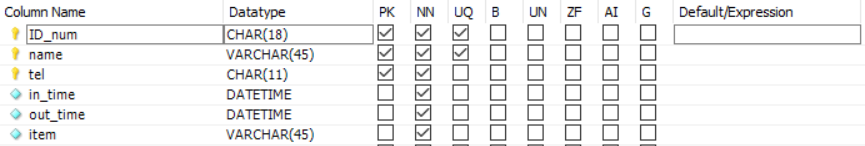 Column Name Datatype PK NN UQ B UN ZF AI G Default/Expression
ID_num CHAR(18)
name VARCHAR(45)
tel CHAR(11)
in_time DATETIME
out_time DATETIME
item VARCHAR(45)